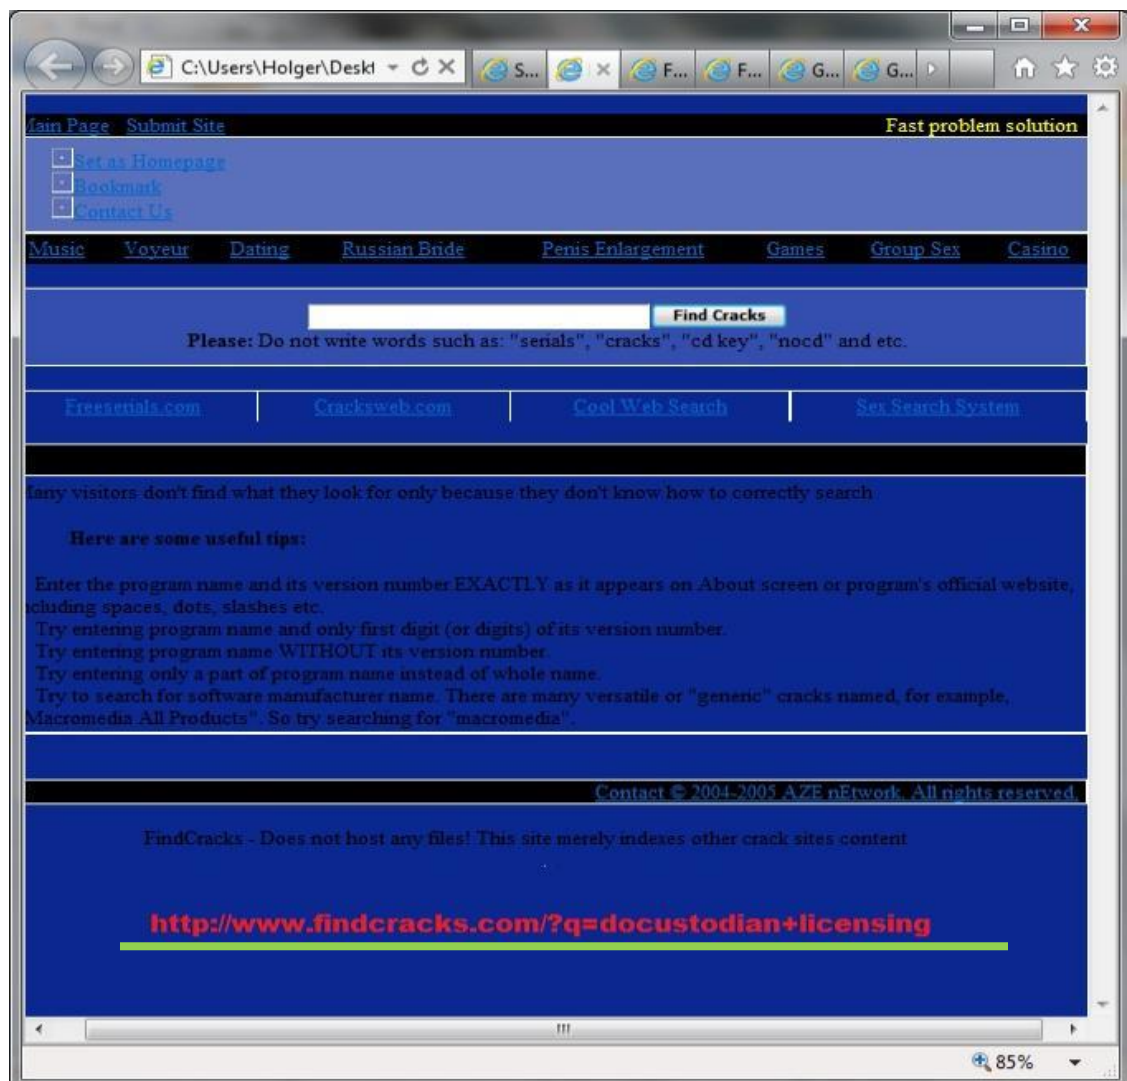 C:\Users\Holger\Deskt
S... F... F... G... G...
Main Page Submit Site Fast problem solution
Set as Homepage
Bookmark
Contact Us
Music Voyeur Dating Russian Bride Penis Enlargement Games Group Sex Casino
Find Cracks
Please: Do not write words such as: "serials", "cracks", "cd key", "nocd" and etc.
Freeserials.com Cracksweb.com Cool Web Search Sex Search System
Many visitors don't find what they look for only because they don't know how to correctly search
Here are some useful tips:
Enter the program name and its version number EXACTLY as it appears on About screen or program's official website,
including spaces, dots, slashes etc.
Try entering program name and only first digit (or digits) of its version number.
Try entering program name WITHOUT its version number.
Try entering only a part of program name instead of whole name.
Try to search for software manufacturer name. There are many versatile or "generic" cracks named, for example,
Macromedia All Products". So try searching for "macromedia".
Contact © 2004-2005 AZE nEtwork. All rights reserved.
FindCracks - Does not host any files! This site merely indexes other crack sites content
http://www.findcracks.com/?q=docustodian+licensing
85%